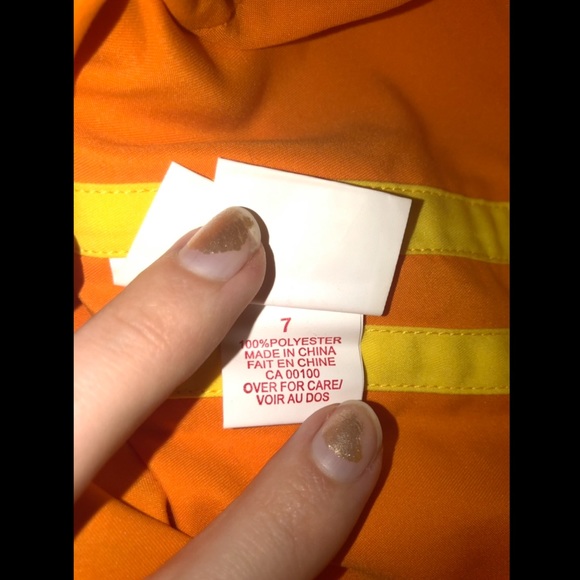 7
100%POLYESTER
MADE IN CHINA
FAIT EN CHINE
CA 00100
OVER FOR CARE/
VOIR AU DOS